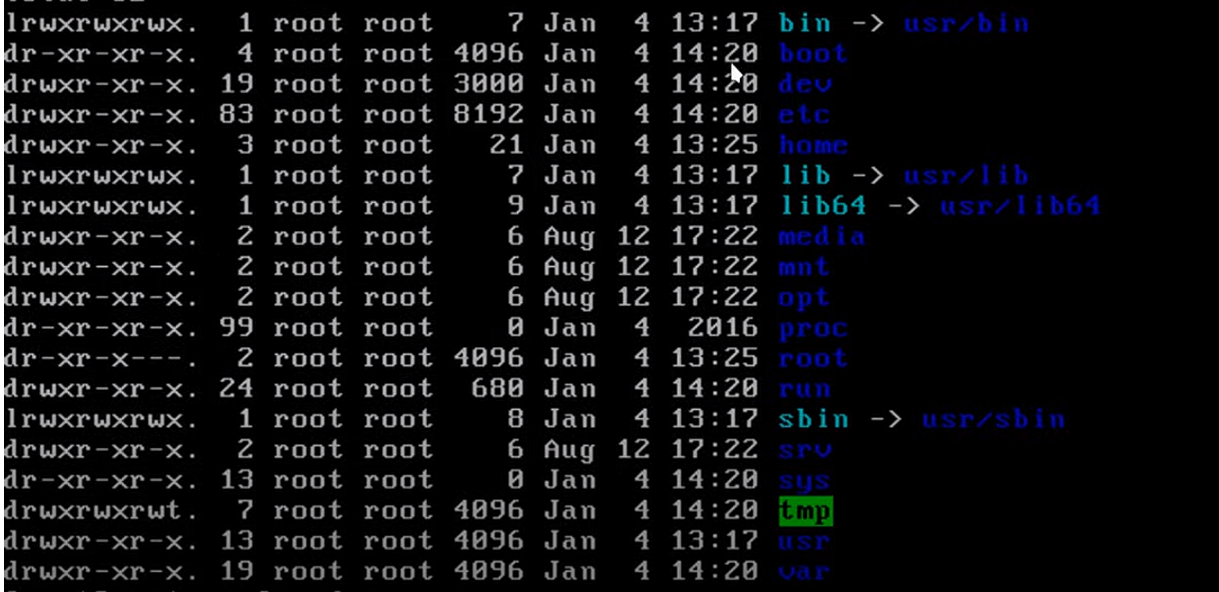 lrwxrwxrwx. 1 root root 7 Jan 4 13:17 bin -> usr/bin
dr-xr-xr-x. 4 root root 4096 Jan 4 14:20 boot
drwxr-xr-x. 19 root root 3000 Jan 4 14:20 dev
drwxr-xr-x. 83 root root 8192 Jan 4 14:20 etc
drwxr-xr-x. 3 root root 21 Jan 4 13:25 home
lrwxrwxrwx. 1 root root 7 Jan 4 13:17 lib -> usr/lib
lrwxrwxrwx. 1 root root 9 Jan 4 13:17 lib64 -> usr/lib64
drwxr-xr-x. 2 root root 6 Aug 12 17:22 media
drwxr-xr-x. 2 root root 6 Aug 12 17:22 mnt
drwxr-xr-x. 2 root root 6 Aug 12 17:22 opt
dr-xr-xr-x. 99 root root 0 Jan 4 2016 proc
dr-xr-x---. 2 root root 4096 Jan 4 13:25 root
drwxr-xr-x. 24 root root 680 Jan 4 14:20 run
lrwxrwxrwx. 1 root root 8 Jan 4 13:17 sbin -> usr/sbin
drwxr-xr-x. 2 root root 6 Aug 12 17:22 srv
dr-xr-xr-x. 13 root root 0 Jan 4 14:20 sys
drwxrwxrwt. 7 root root 4096 Jan 4 14:20 tmp
drwxr-xr-x. 13 root root 4096 Jan 4 13:17 usr
drwxr-xr-x. 19 root root 4096 Jan 4 14:20 var